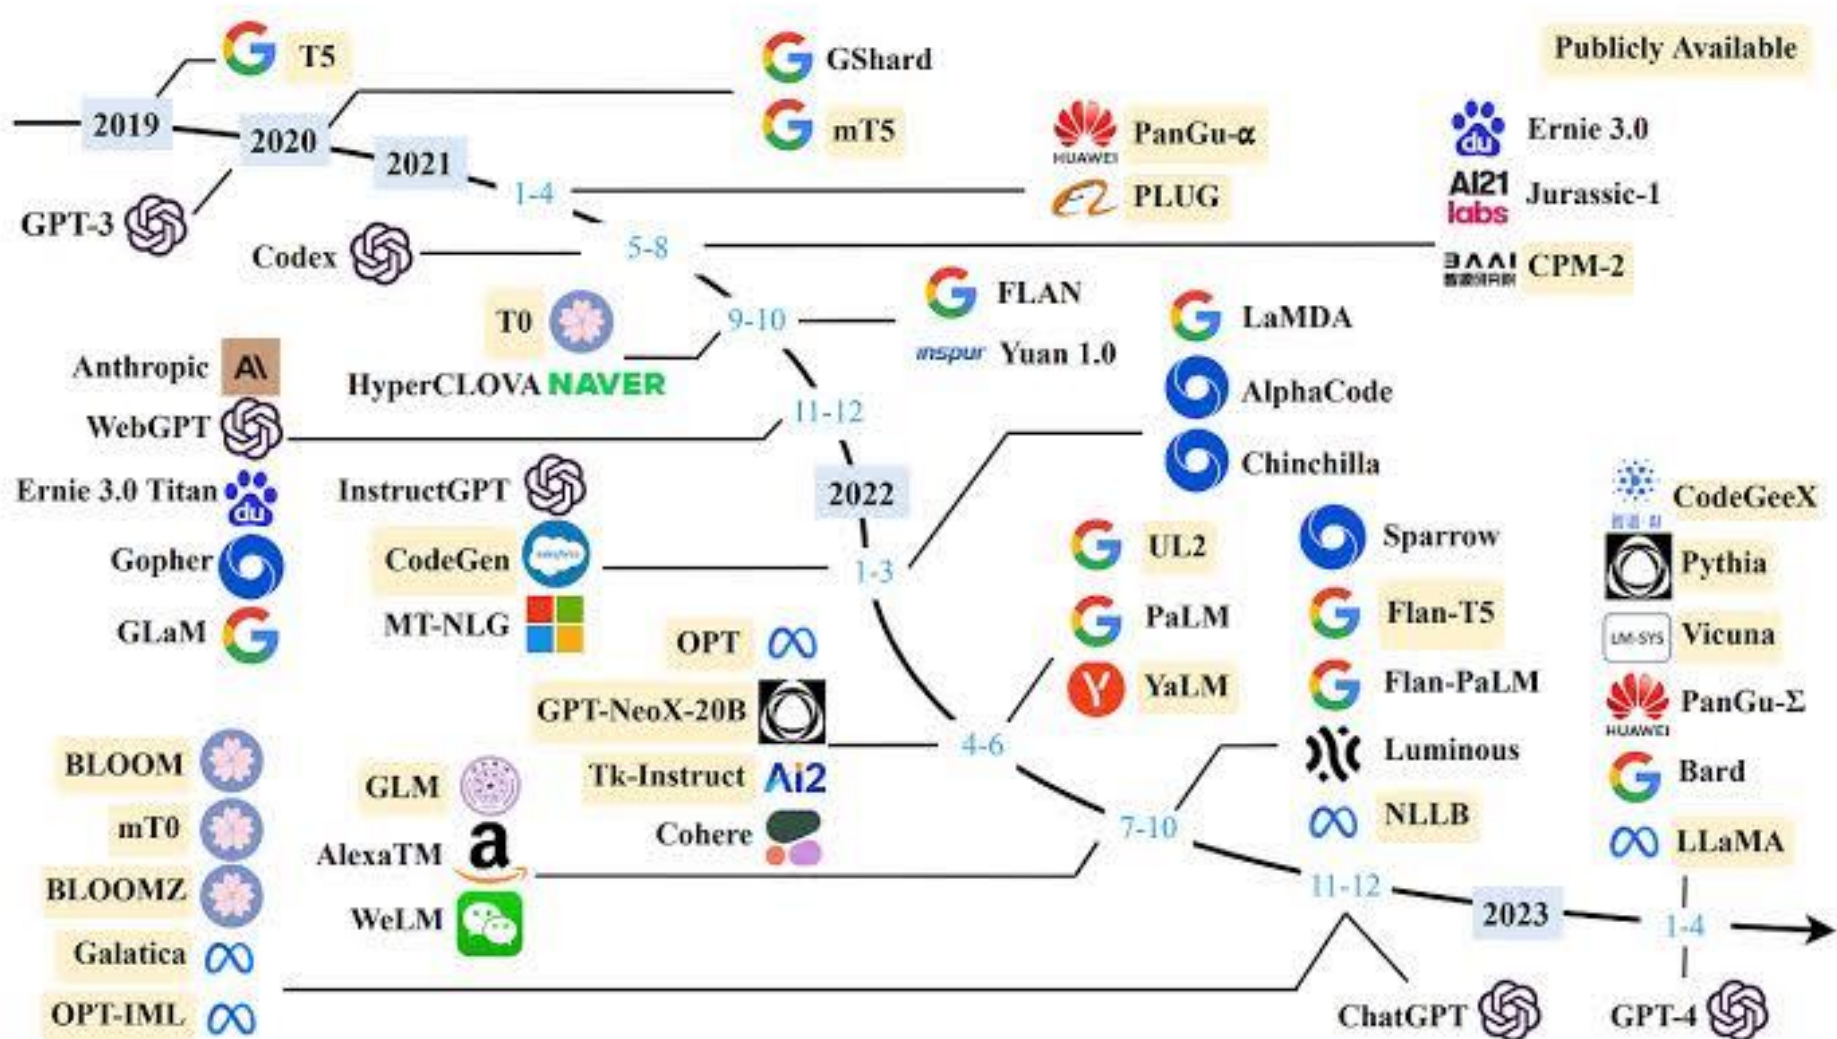 T5
GShard
Publicly Available
mT5
2019
2020
2021
PanGu-α
HUAWEI
Ernie 3.0
du
1-4
PLUG
AI21 labs
Jurassic-1
GPT-3
Codex
5-8
BAAI
CPM-2
T0
9-10
FLAN
LaMDA
inspur
Yuan 1.0
Anthropic
A\
HyperCLOVA NAVER
AlphaCode
WebGPT
11-12
Chinchilla
Ernie 3.0 Titan
du
InstructGPT
2022
CodeGeeX
Gopher
CodeGen
1-3
UL2
Sparrow
Pythia
GLaM
MT-NLG
OPT
PaLM
Flan-T5
LM-SYS
Vicuna
GPT-NeoX-20B
YaLM
Flan-PaLM
PanGu-Σ
HUAWEI
4-6
BLOOM
GLM
Tk-Instruct
Ai2
Luminous
Bard
mT0
AlexaTM
a
Cohere
7-10
NLLB
LLaMA
BLOOMZ
WeLM
11-12
2023
1-4
Galatica
OPT-IML
ChatGPT
GPT-4